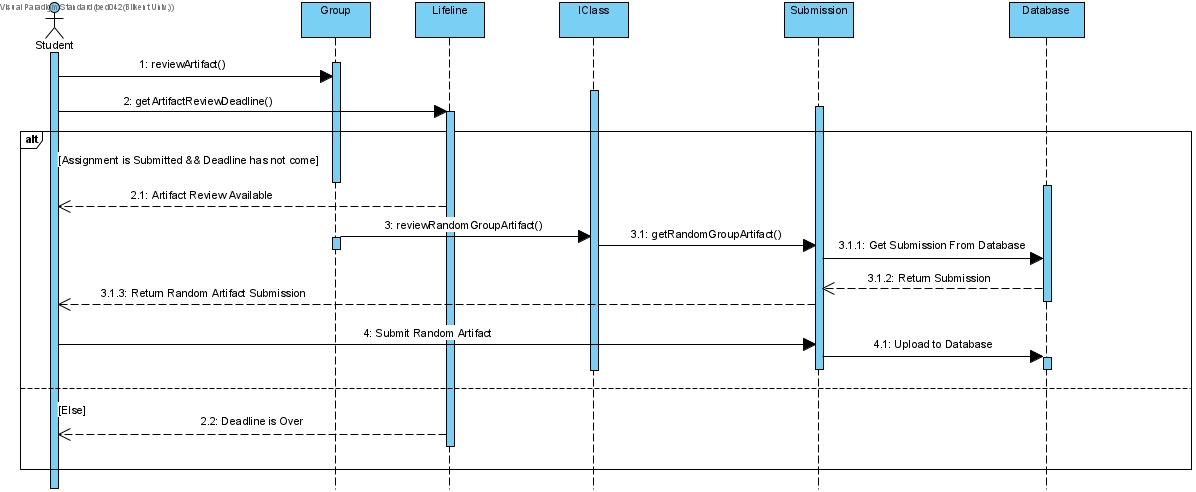 Visual Paradigm Standard(bed042(Bilkent Univ.))
Student
Group
Lifeline
IClass
Submission
Database
1: reviewArtifact()
2: getArtifactReviewDeadline()
alt
[Assignment is Submitted && Deadline has not come]
2.1: Artifact Review Available
3: reviewRandomGroupArtifact()
3.1: getRandomGroupArtifact()
3.1.1: Get Submission From Database
3.1.2: Return Submission
3.1.3: Return Random Artifact Submission
4: Submit Random Artifact
4.1: Upload to Database
[Else]
2.2: Deadline is Over